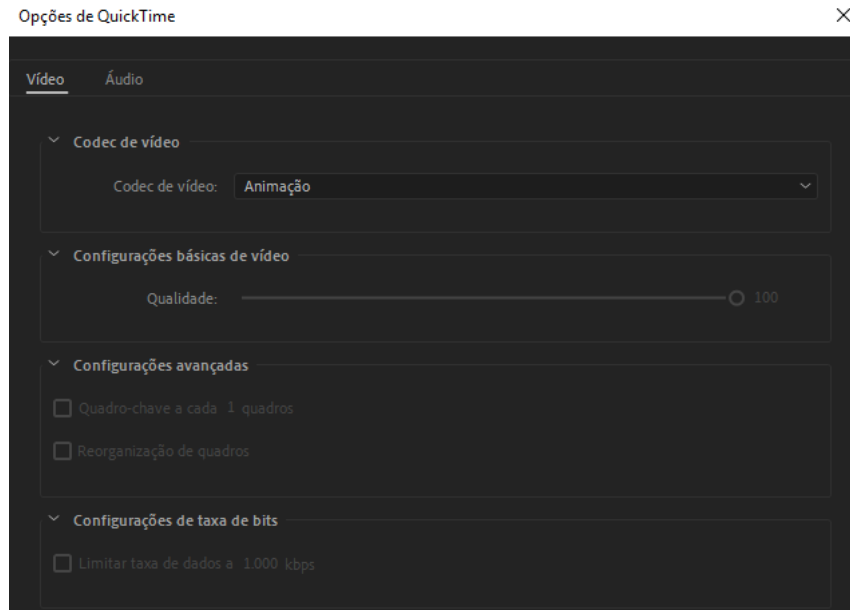 Opções de QuickTime
Vídeo Áudio
Codec de vídeo
Codec de vídeo: Animação
Configurações básicas de vídeo
Qualidade: 100
Configurações avançadas
Quadro-chave a cada 1 quadros
Reorganização de quadros
Configurações de taxa de bits
Limitar taxa de dados a 1.000 kbps